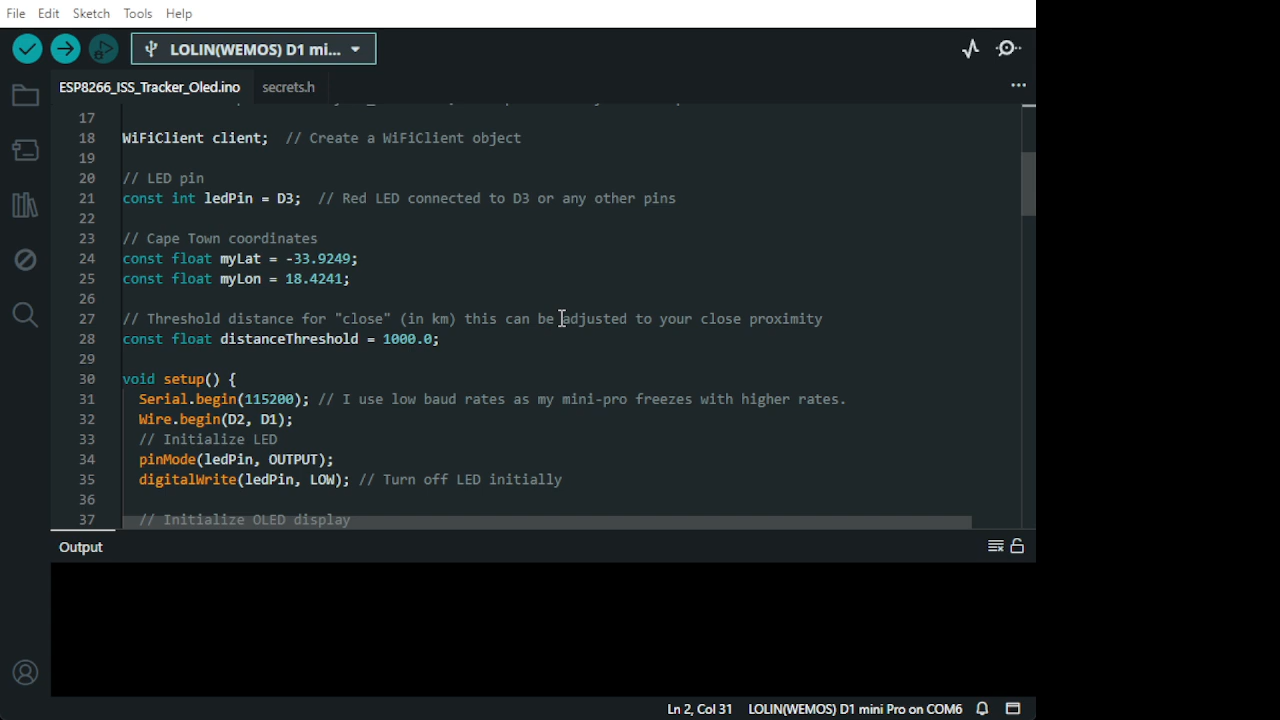 File Edit Sketch Tools Help
LOLIN(WEMOS) D1 mi...
ESP8266_ISS_Tracker_Oled.ino secrets.h
17
18 WiFiClient client; // Create a WiFiClient object
19
20 // LED pin
21 const int ledPin = D3; // Red LED connected to D3 or any other pins
22
23 // Cape Town coordinates
24 const float myLat = -33.9249;
25 const float myLon = 18.4241;
26
27 // Threshold distance for "close" (in km) this can be adjusted to your close proximity
28 const float distanceThreshold = 1000.0;
29
30 void setup() {
31 Serial.begin(115200); // I use low baud rates as my mini-pro freezes with higher rates.
32 Wire.begin(D2, D1);
33 // Initialize LED
34 pinMode(ledPin, OUTPUT);
35 digitalWrite(ledPin, LOW); // Turn off LED initially
36
37 // Initialize OLED display
Output
Ln 2, Col 31 LOLIN(WEMOS) D1 mini Pro on COM6